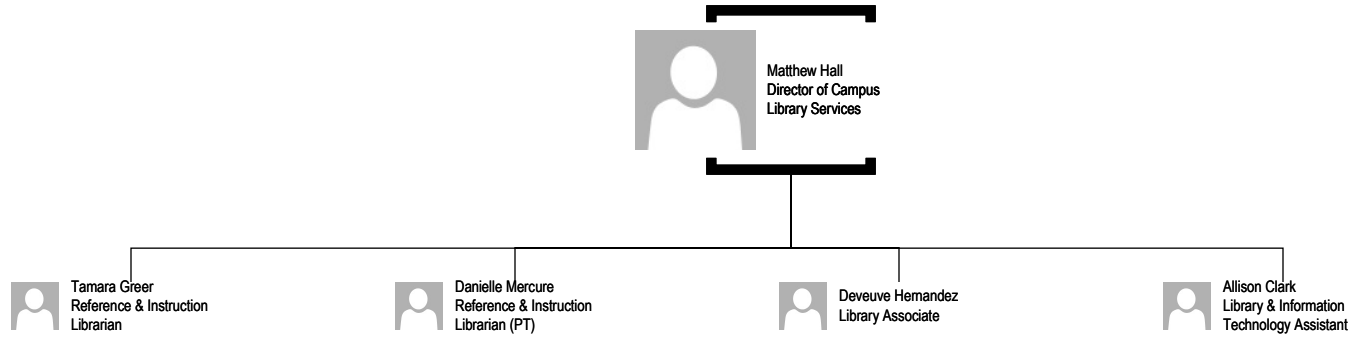 Matthew Hall
Director of Campus
Library Services
Tamara Greer
Reference & Instruction
Librarian
Danielle Mercure
Reference & Instruction
Librarian (PT)
Deveuve Hernandez
Library Associate
Allison Clark
Library & Information
Technology Assistant